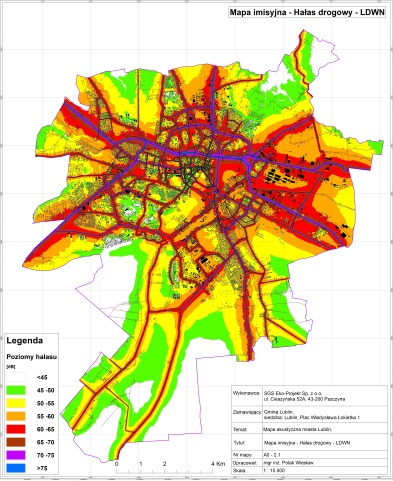 Mapa imisyjna - Hałas drogowy - LDWN
Legenda
Poziomy hałasu
[dB]
<45
45 -50
50 -55
55 -60
60 -65
65 -70
70 -75
>75
0 1 2 4 Km
Wykonawca: SGS Eko-Projekt Sp. z o.o.
ul. Cieszyńska 52A, 43-200 Pszczyna
Zamawiający: Gmina Lublin,
siedziba: Lublin, Plac Władysława Łokietka 1
Temat: Mapa akustyczna miasta Lublin.
Tytuł: Mapa imisyjna - Hałas drogowy - LDWN
Nr mapy: A0 - 2.1
Opracował: mgr inż. Polak Wiesław
Skala: 1 : 15 000